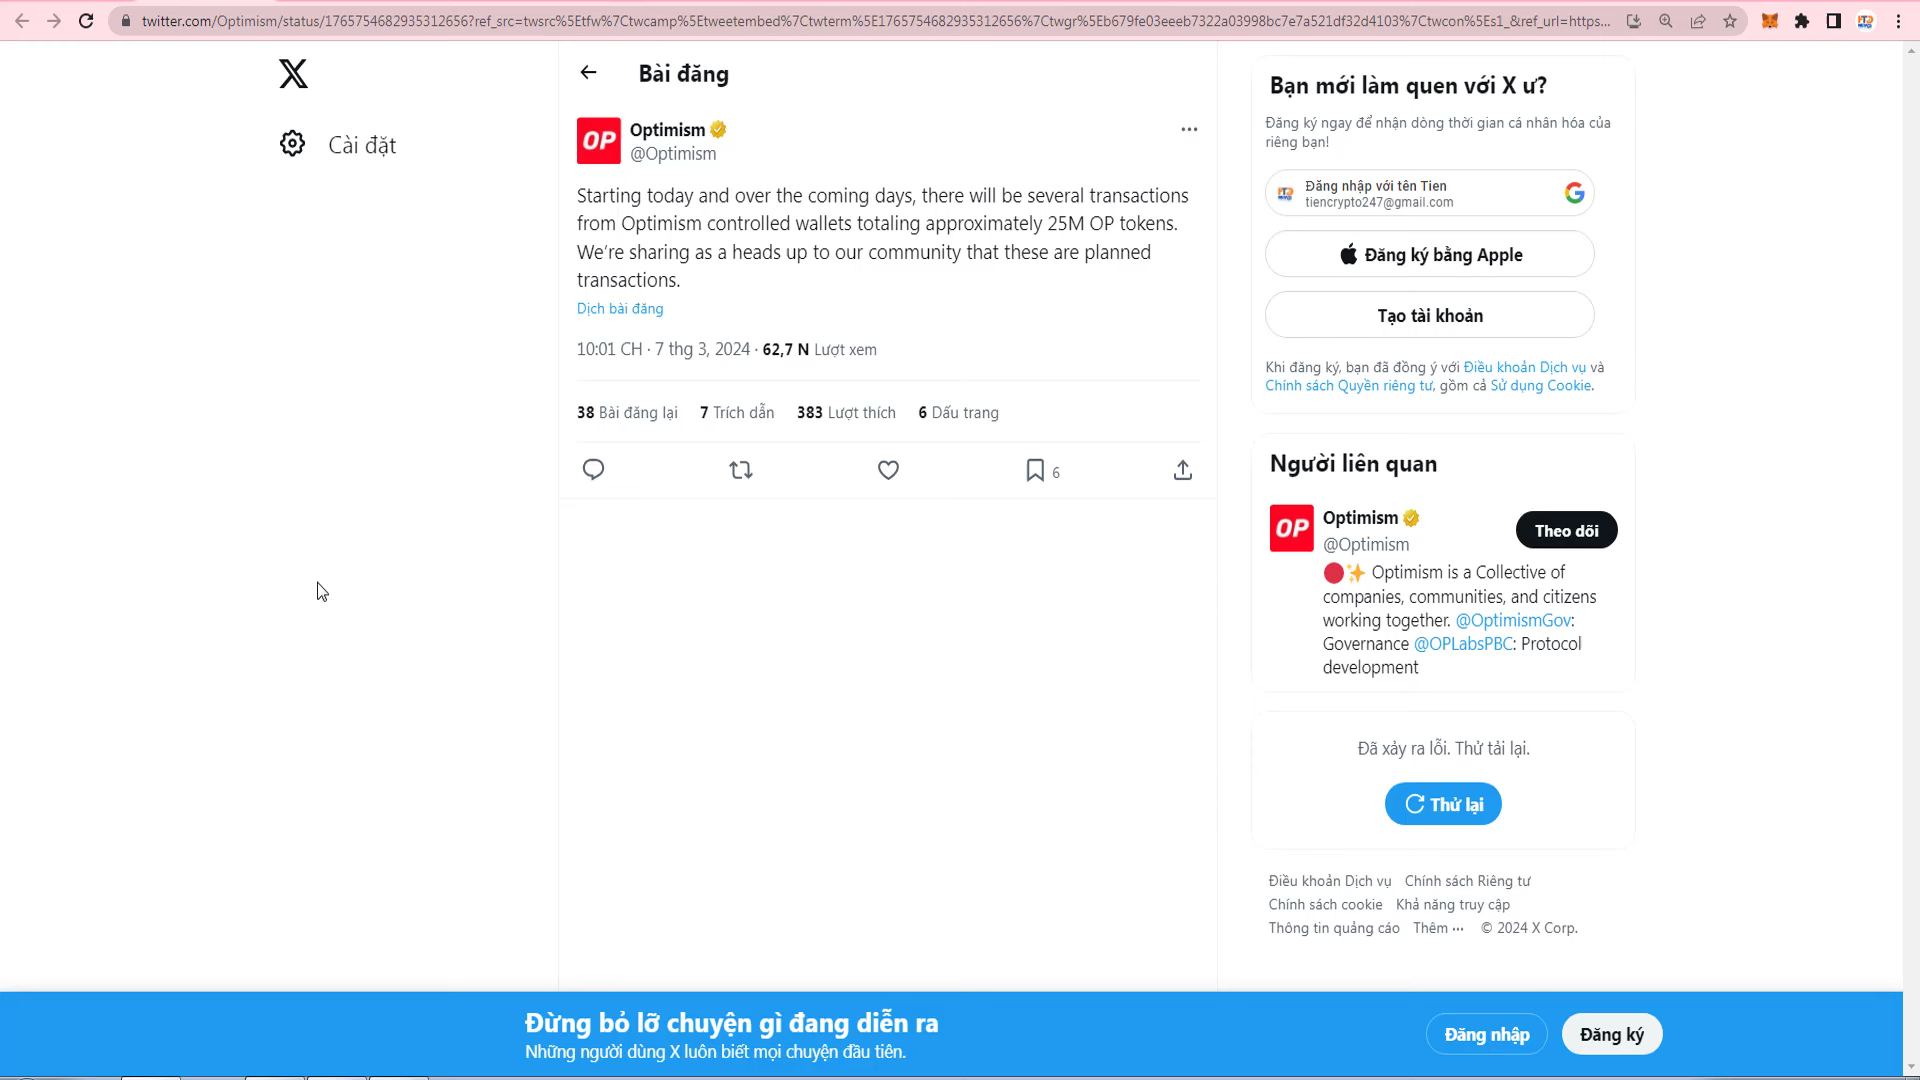 twitter.com/Optimism/status/1765754682935312656?ref_src=twsrc%5Etfw%7Ctwcamp%5Etweetembed%7Ctwterm%5E1765754682935312656%7Ctwgr%5Eb679fe03eeeb7322a03998bc7e7a521df32d4103%7Ctwcon%5Es1_&ref_url=https...
Bài đăng
Cài đặt
OP
Optimism
@Optimism
Starting today and over the coming days, there will be several transactions
from Optimism controlled wallets totaling approximately 25M OP tokens.
We’re sharing as a heads up to our community that these are planned
transactions.
Dịch bài đăng
10:01 CH · 7 thg 3, 2024 · 62,7 N Lượt xem
38 Bài đăng lại 7 Trích dẫn 383 Lượt thích 6 Dấu trang
6
Bạn mới làm quen với X ư?
Đăng ký ngay để nhận dòng thời gian cá nhân hóa của
riêng bạn!
Đăng nhập với tên Tien
tiencrypto247@gmail.com
Đăng ký bằng Apple
Tạo tài khoản
Khi đăng ký, bạn đã đồng ý với Điều khoản Dịch vụ và
Chính sách Quyền riêng tư, gồm cả Sử dụng Cookie.
Người liên quan
OP
Optimism
@Optimism
Theo dõi
Optimism is a Collective of
companies, communities, and citizens
working together. @OptimismGov:
Governance @OPLabsPBC: Protocol
development
Đã xảy ra lỗi. Thử tải lại.
Thử lại
Điều khoản Dịch vụ Chính sách Riêng tư
Chính sách cookie Khả năng truy cập
Thông tin quảng cáo Thêm ··· © 2024 X Corp.
Đừng bỏ lỡ chuyện gì đang diễn ra
Những người dùng X luôn biết mọi chuyện đầu tiên.
Đăng nhập
Đăng ký